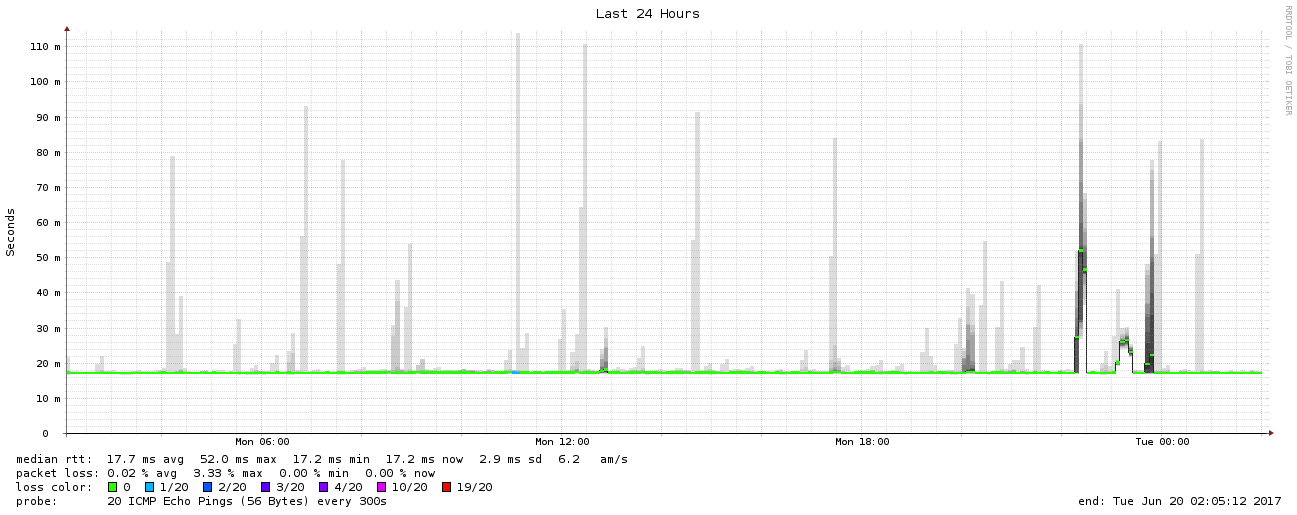 Last 24 Hours
RRDTOOL / TOBI OETIKER
Seconds
110 m
100 m
90 m
80 m
70 m
60 m
50 m
40 m
30 m
20 m
10 m
0
Mon 06:00 Mon 12:00 Mon 18:00 Tue 00:00
median rtt: 17.7 ms avg 52.0 ms max 17.2 ms min 17.2 ms now 2.9 ms sd 6.2 am/s
packet loss: 0.02 % avg 3.33 % max 0.00 % min 0.00 % now
loss color: 0 1/20 2/20 3/20 4/20 10/20 19/20
probe: 20 ICMP Echo Pings (56 Bytes) every 300s end: Tue Jun 20 02:05:12 2017